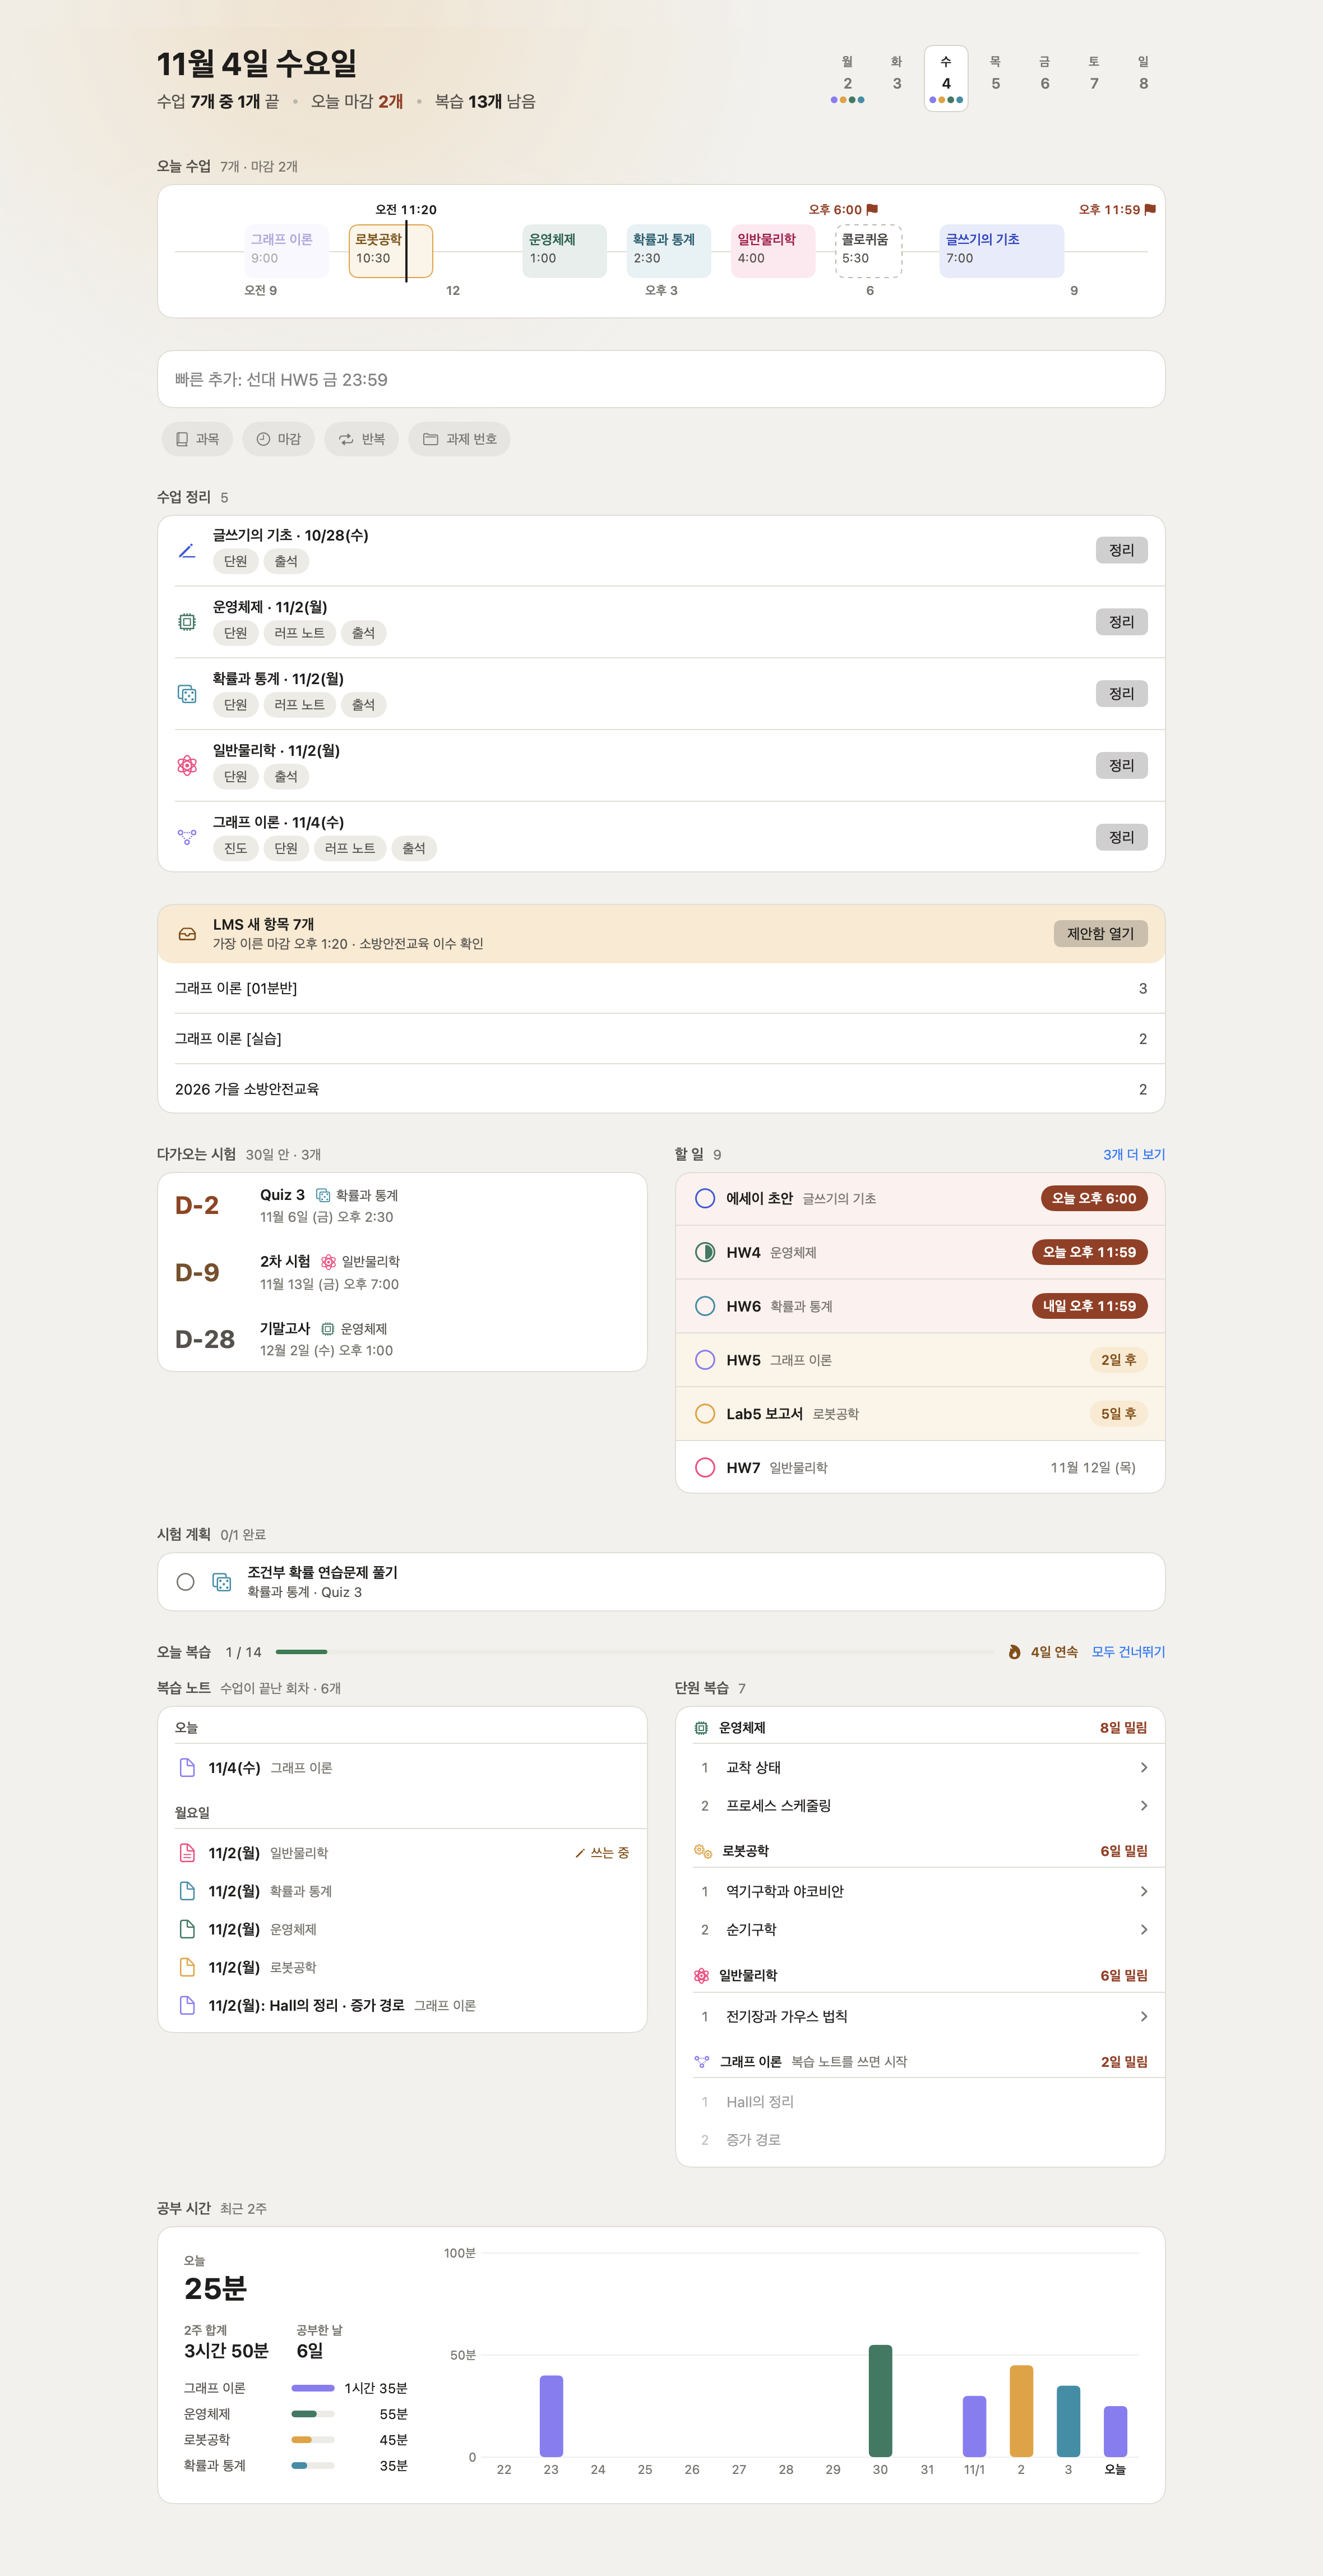 11월 4일 수요일
수업 7개 중 1개 끝 • 오늘 마감 2개 • 복습 13개 남음
월 화 수 목 금 토 일
2 3 4 5 6 7 8
오늘 수업 7개 · 마감 2개
오전 11:20 오후 6:00 오후 11:59
그래프 이론 로봇공학 운영체제 확률과 통계 일반물리학 콜로퀴움 글쓰기의 기초
9:00 10:30 1:00 2:30 4:00 5:30 7:00
오전 9 12 오후 3 6 9
빠른 추가: 선대 HW5 금 23:59
과목 마감 반복 과제 번호
수업 정리 5
글쓰기의 기초 · 10/28(수)
단원 출석
정리
운영체제 · 11/2(월)
단원 러프 노트 출석
정리
확률과 통계 · 11/2(월)
단원 러프 노트 출석
정리
일반물리학 · 11/2(월)
단원 출석
정리
그래프 이론 · 11/4(수)
진도 단원 러프 노트 출석
정리
LMS 새 항목 7개
가장 이른 마감 오후 1:20 · 소방안전교육 이수 확인
제안함 열기
그래프 이론 [01분반] 3
그래프 이론 [실습] 2
2026 가을 소방안전교육 2
다가오는 시험 30일 안 · 3개
D-2 Quiz 3 확률과 통계
11월 6일 (금) 오후 2:30
D-9 2차 시험 일반물리학
11월 13일 (금) 오후 7:00
D-28 기말고사 운영체제
12월 2일 (수) 오후 1:00
할 일 9 3개 더 보기
에세이 초안 글쓰기의 기초 오늘 오후 6:00
HW4 운영체제 오늘 오후 11:59
HW6 확률과 통계 내일 오후 11:59
HW5 그래프 이론 2일 후
Lab5 보고서 로봇공학 5일 후
HW7 일반물리학 11월 12일 (목)
시험 계획 0/1 완료
조건부 확률 연습문제 풀기
확률과 통계 · Quiz 3
오늘 복습 1 / 14 4일 연속 모두 건너뛰기
복습 노트 수업이 끝난 회차 · 6개
오늘
11/4(수) 그래프 이론
월요일
11/2(월) 일반물리학 쓰는 중
11/2(월) 확률과 통계
11/2(월) 운영체제
11/2(월) 로봇공학
11/2(월): Hall의 정리 · 증가 경로 그래프 이론
단원 복습 7
운영체제 8일 밀림
1 교착 상태
2 프로세스 스케줄링
로봇공학 6일 밀림
1 역기구학과 야코비안
2 순기구학
일반물리학 6일 밀림
1 전기장과 가우스 법칙
그래프 이론 복습 노트를 쓰면 시작 2일 밀림
1 Hall의 정리
2 증가 경로
공부 시간 최근 2주
오늘
25분
2주 합계 공부한 날
3시간 50분 6일
그래프 이론 1시간 35분
운영체제 55분
로봇공학 45분
확률과 통계 35분
100분
50분
0
22 23 24 25 26 27 28 29 30 31 11/1 2 3 오늘